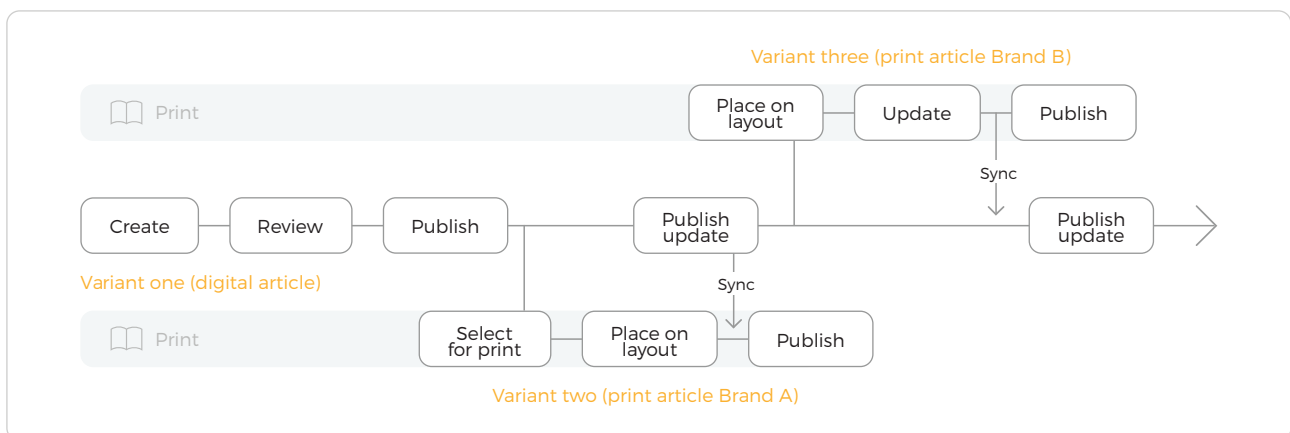 Variant three (print article Brand B)
Print
Place on
layout
Update
Publish
Sync
Create
Review
Publish
Publish
update
Publish
update
Variant one (digital article)
Sync
Print
Select
for print
Place on
layout
Publish
Variant two (print article Brand A)